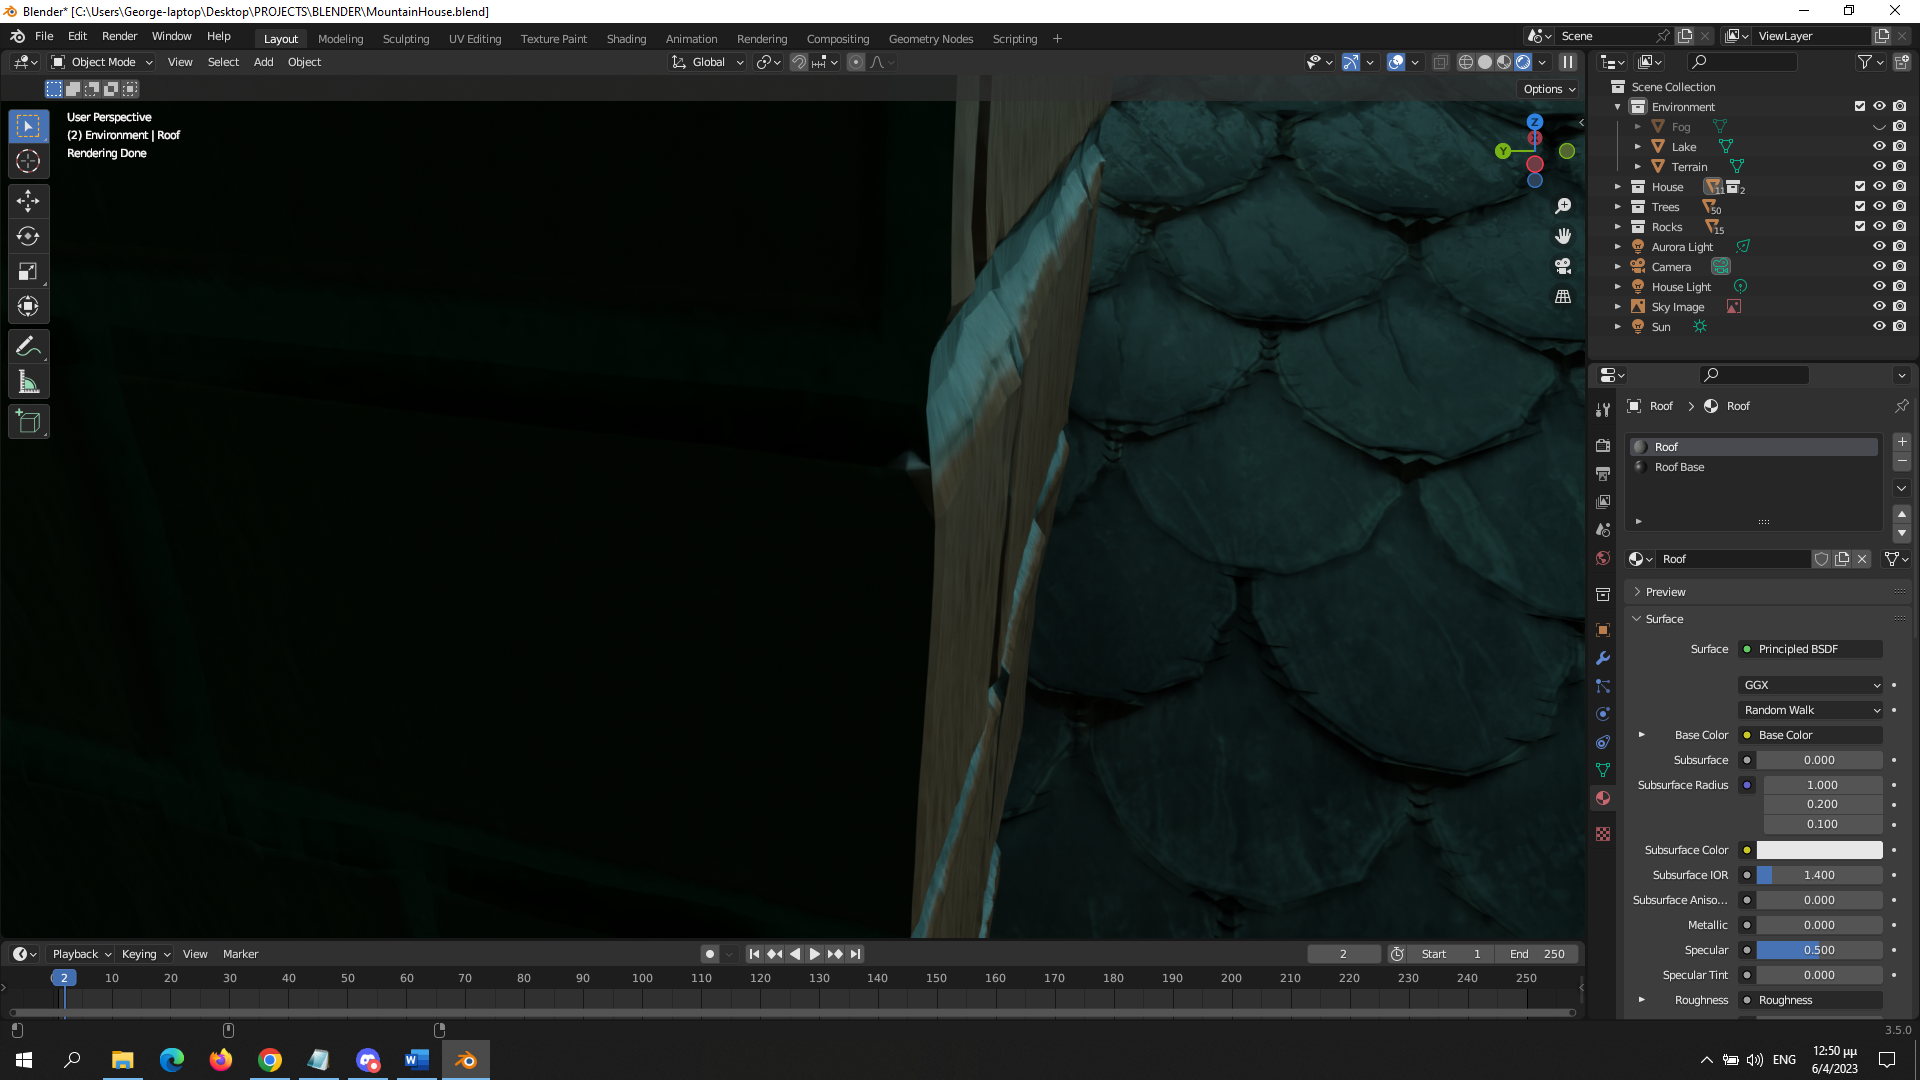 Blender* [C:\Users\George-laptop\Desktop\PROJECTS\BLENDER\MountainHouse.blend]
File Edit Render Window Help Layout Modeling Sculpting UV Editing Texture Paint Shading Animation Rendering Compositing Geometry Nodes Scripting + Scene ViewLayer
Object Mode View Select Add Object Global
Options
User Perspective
(2) Environment | Roof
Rendering Done
Z
X
Y
Scene Collection
Environment
Fog
Lake
Terrain
House 11 2
Trees 50
Rocks 15
Aurora Light
Camera
House Light
Sky Image
Sun
Roof > Roof
Roof
Roof Base
Roof
Preview
Surface
Surface Principled BSDF
GGX
Random Walk
Base Color Base Color
Subsurface 0.000
Subsurface Radius 1.000
0.200
0.100
Subsurface Color
Subsurface IOR 1.400
Subsurface Aniso... 0.000
Metallic 0.000
Specular 0.500
Specular Tint 0.000
Roughness Roughness
Playback Keying View Marker 2 Start 1 End 250
2 10 20 30 40 50 60 70 80 90 100 110 120 130 140 150 160 170 180 190 200 210 220 230 240 250
3.5.0
ENG
12:50 μμ
6/4/2023